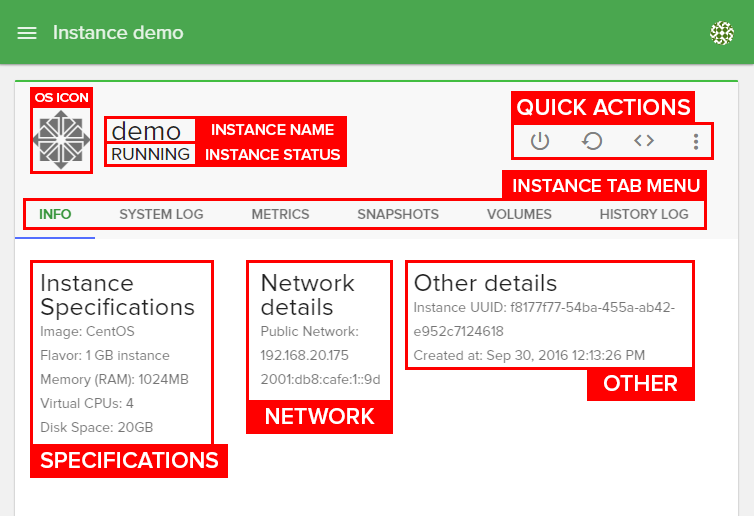 Instance demo
OS ICON
QUICK ACTIONS
demo
INSTANCE NAME
RUNNING
INSTANCE STATUS
INSTANCE TAB MENU
INFO
SYSTEM LOG
METRICS
SNAPSHOTS
VOLUMES
HISTORY LOG
Instance
Specifications
Image: CentOS
Flavor: 1 GB instance
Memory (RAM): 1024MB
Virtual CPUs: 4
Disk Space: 20GB
SPECIFICATIONS
Network
details
Public Network:
192.168.20.175
2001:db8:cafe:1::9d
NETWORK
Other details
Instance UUID: f8177f77-54ba-455a-ab42-
e952c7124618
Created at: Sep 30, 2016 12:13:26 PM
OTHER